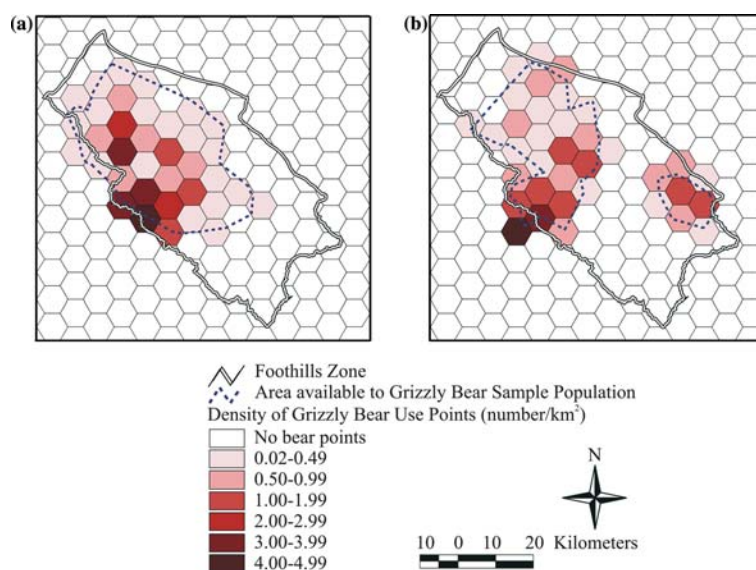 (a)
(b)
Foothills Zone
Area available to Grizzly Bear Sample Population
Density of Grizzly Bear Use Points (number/km²)
No bear points
0.02-0.49
0.50-0.99
1.00-1.99
2.00-2.99
3.00-3.99
4.00-4.99
N
10 0 10 20 Kilometers